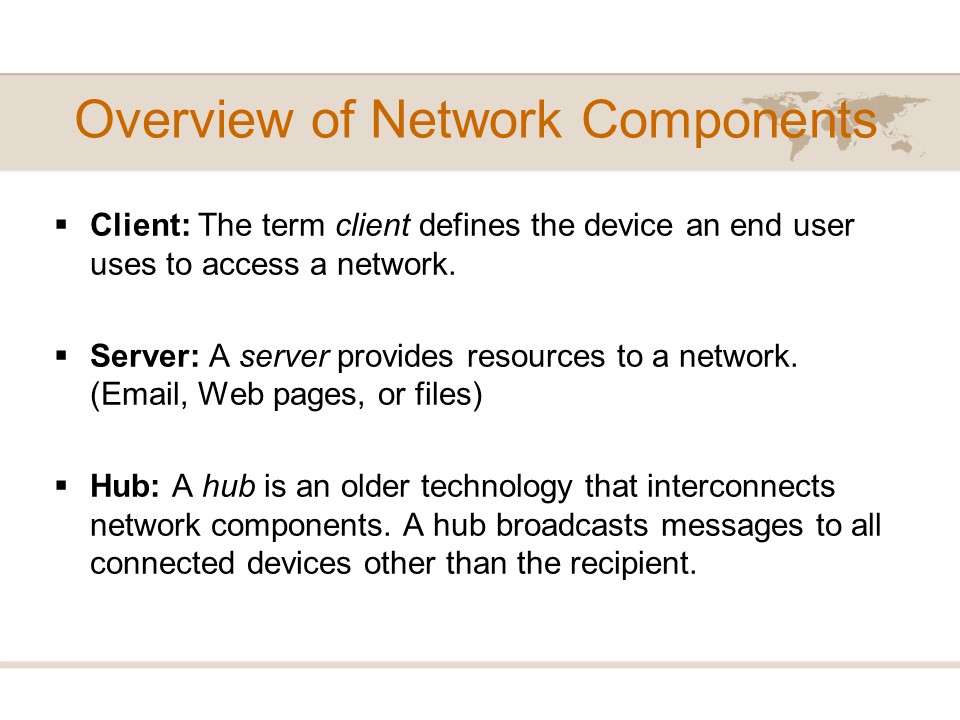 Overview of Network Components
▪ Client: The term client defines the device an end user
uses to access a network.
▪ Server: A server provides resources to a network.
(Email, Web pages, or files)
▪ Hub: A hub is an older technology that interconnects
network components. A hub broadcasts messages to all
connected devices other than the recipient.